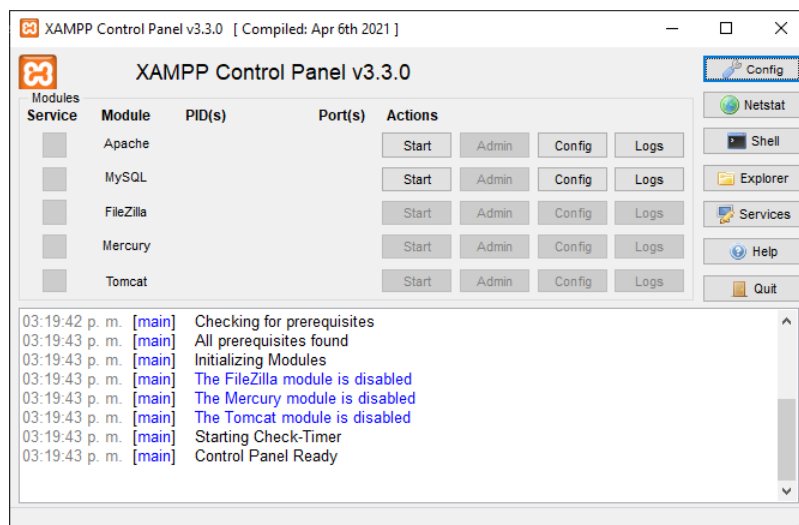 XAMPP Control Panel v3.3.0 [ Compiled: Apr 6th 2021 ]
XAMPP Control Panel v3.3.0
Config
Modules
Service Module PID(s) Port(s) Actions
Netstat
Apache Start Admin Config Logs
Shell
MySQL Start Admin Config Logs
Explorer
FileZilla Start Admin Config Logs
Services
Mercury Start Admin Config Logs
Help
Tomcat Start Admin Config Logs
Quit
03:19:42 p. m. [main] Checking for prerequisites
03:19:43 p. m. [main] All prerequisites found
03:19:43 p. m. [main] Initializing Modules
03:19:43 p. m. [main] The FileZilla module is disabled
03:19:43 p. m. [main] The Mercury module is disabled
03:19:43 p. m. [main] The Tomcat module is disabled
03:19:43 p. m. [main] Starting Check-Timer
03:19:43 p. m. [main] Control Panel Ready